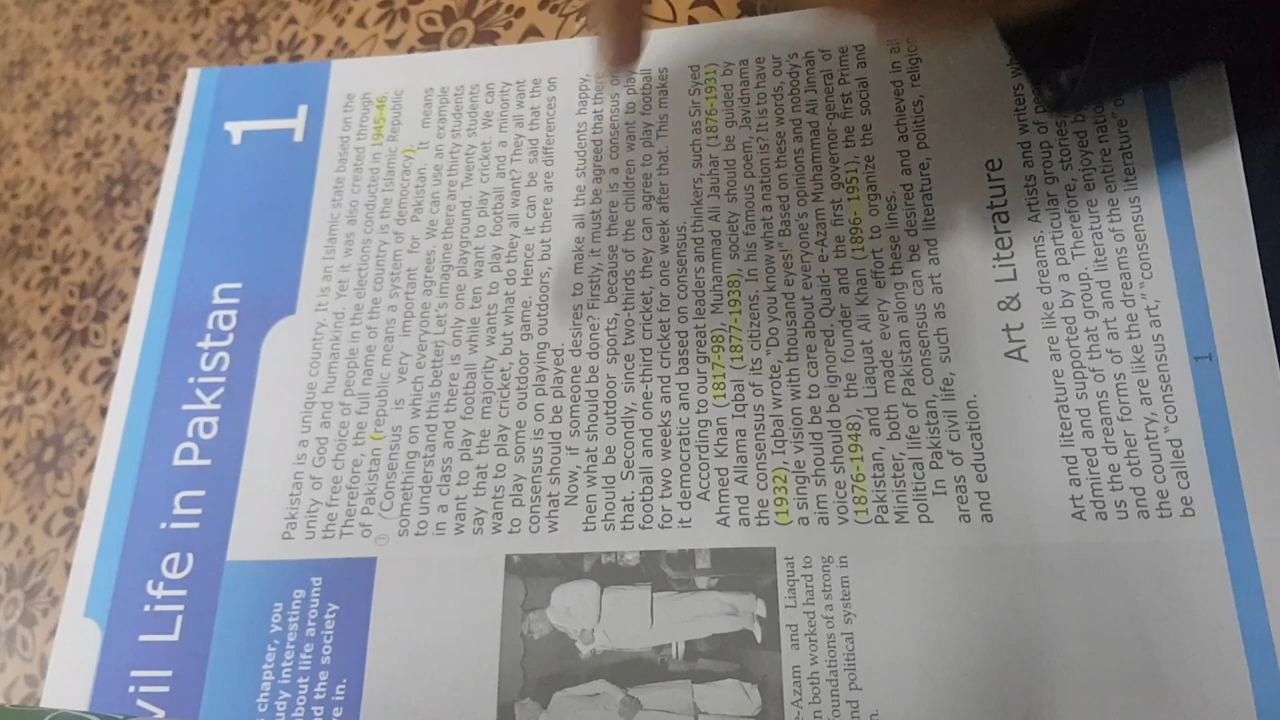 vil Life in Pakistan
1
chapter, you
udy interesting
about life around
nd the society
e in.
Pakistan is a unique country. It is an Islamic state based on the
unity of God and humankind. Yet it was also created through
the free choice of people in the elections conducted in 1945-46.
Therefore, the full name of the country is the Islamic Republic
of Pakistan (republic means a system of democracy).
Consensus is very important for Pakistan. It means
something on which everyone agrees. We can use an example
to understand this better. Let's imagine there are thirty students
in a class and there is only one playground. Twenty students
want to play football while ten want to play cricket. We can
say that the majority wants to play football and a minority
wants to play cricket, but what do they all want? They all want
to play some outdoor game. Hence it can be said that the
consensus is on playing outdoors, but there are differences on
what should be played.
Now, if someone desires to make all the students happy,
then what should be done? Firstly, it must be agreed that there
should be outdoor sports, because there is a consensus on
that. Secondly, since two-thirds of the children want to play
football and one-third cricket, they can agree to play football
for two weeks and cricket for one week after that. This makes
it democratic and based on consensus.
According to our great leaders and thinkers, such as Sir Syed
Ahmed Khan (1817-98), Muhammad Ali Jauhar (1876-1931)
and Allama Iqbal (1877-1938), society should be guided by
the consensus of its citizens. In his famous poem, Javidnama
(1932), Iqbal wrote, "Do you know what a nation is? It is to have
a single vision with thousand eyes!" Based on these words, our
aim should be to care about everyone's opinions and nobody's
voice should be ignored. Quaid- e-Azam Muhammad Ali Jinnah
(1876-1948), the founder and the first governor-general of
Pakistan, and Liaquat Ali Khan (1896- 1951), the first Prime
Minister, both made every effort to organize the social and
political life of Pakistan along these lines.
In Pakistan, consensus can be desired and achieved in all
areas of civil life, such as art and literature, politics, religion
and education.
e-Azam and Liaquat
n both worked hard to
foundations of a strong
nd political system in
n.
Art & Literature
Art and literature are like dreams. Artists and writers
admired and supported by a particular group of
us the dreams of that group. Therefore, stories
and other forms of art and literature enjoyed
the country, are like the dreams of the entire
be called "consensus art," "consensus literature"
1